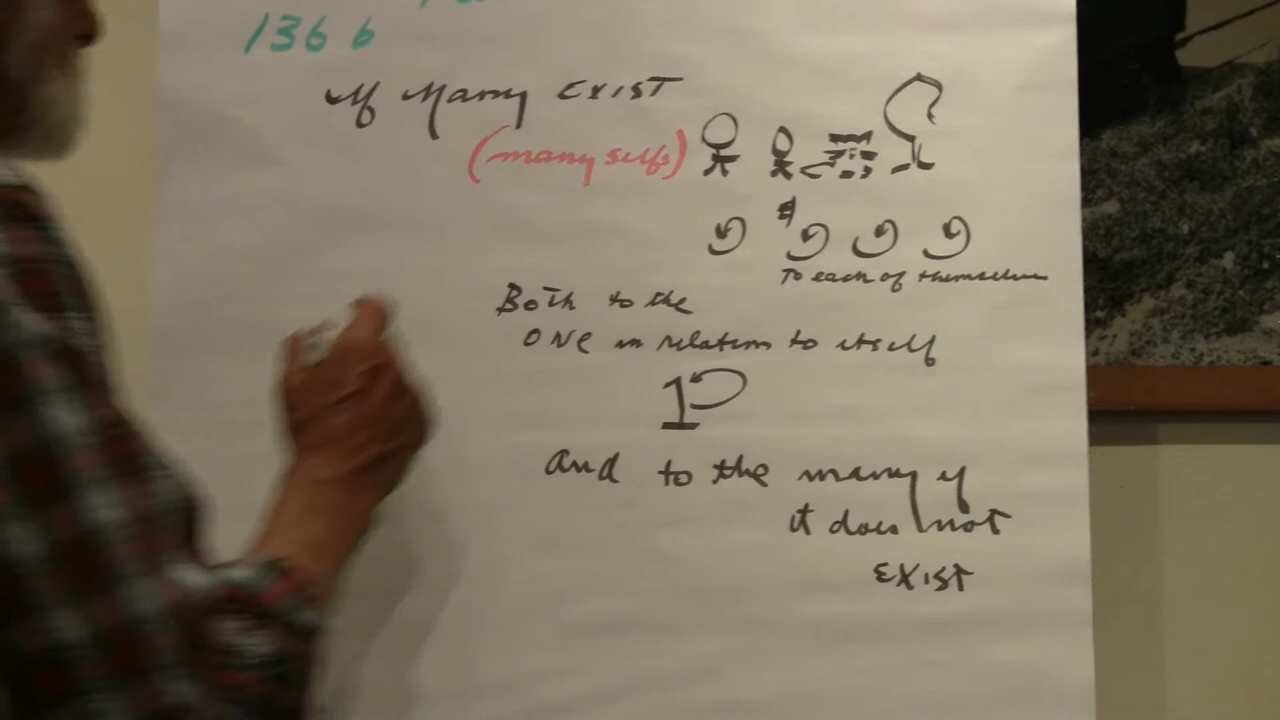 136 b
If Many EXIST
(many selfs)
To each of themselves
Both to the
ONE in relation to itself
1
and to the many if
it does not
EXIST